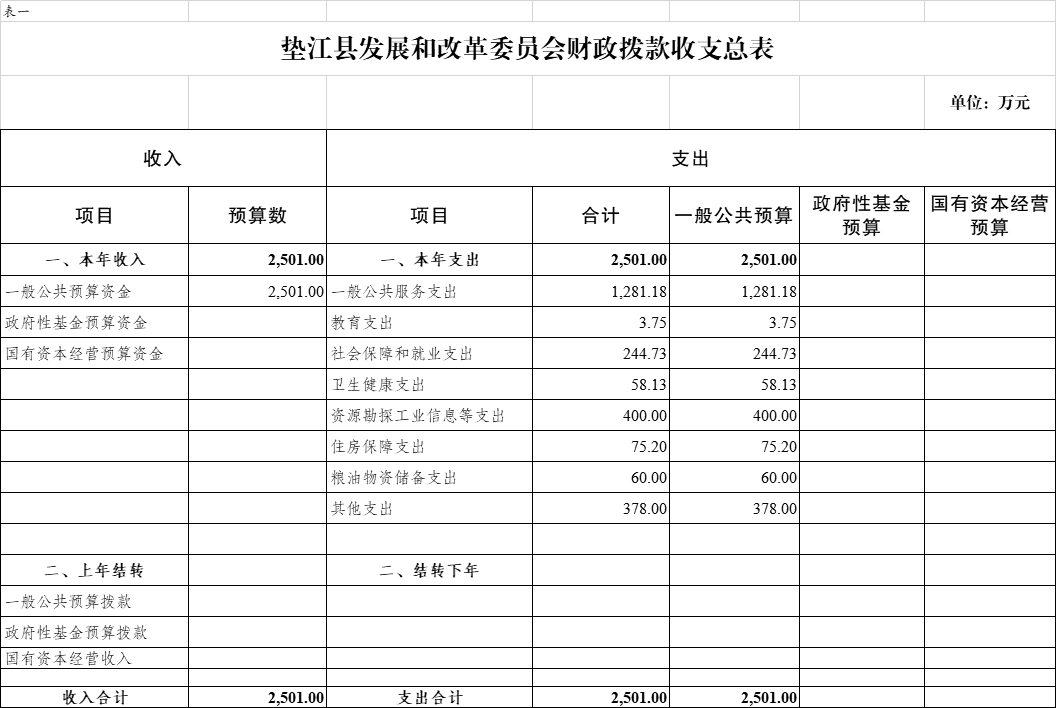 表一
垫江县发展和改革委员会财政拨款收支总表
单位：万元
收入 支出
项目 预算数 项目 合计 一般公共预算 政府性基金预算 国有资本经营预算
一、本年收入 2,501.00 一、本年支出 2,501.00 2,501.00
一般公共预算资金 2,501.00 一般公共服务支出 1,281.18 1,281.18
政府性基金预算资金 教育支出 3.75 3.75
国有资本经营预算资金 社会保障和就业支出 244.73 244.73
卫生健康支出 58.13 58.13
资源勘探工业信息等支出 400.00 400.00
住房保障支出 75.20 75.20
粮油物资储备支出 60.00 60.00
其他支出 378.00 378.00
二、上年结转 二、结转下年
一般公共预算拨款
政府性基金预算拨款
国有资本经营收入
收入合计 2,501.00 支出合计 2,501.00 2,501.00